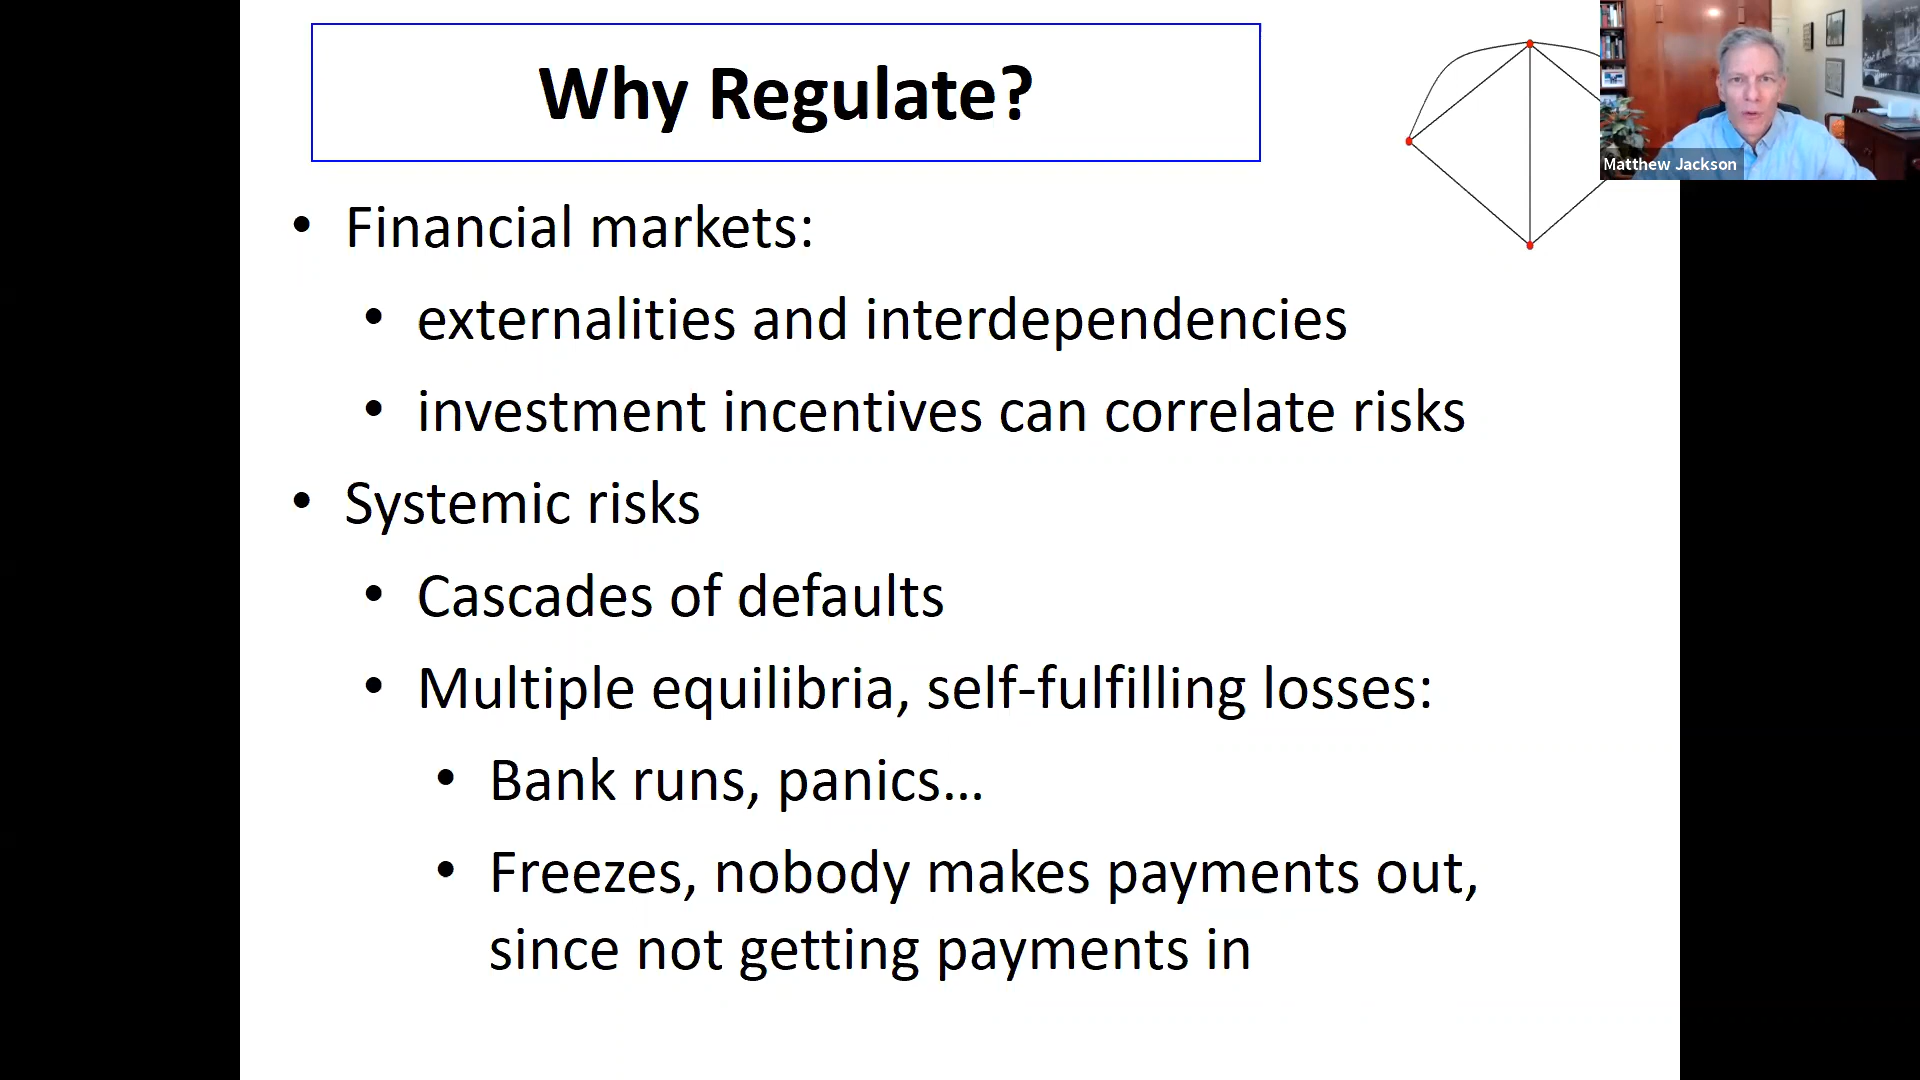 Why Regulate?
Matthew Jackson
• Financial markets:
• externalities and interdependencies
• investment incentives can correlate risks
• Systemic risks
• Cascades of defaults
• Multiple equilibria, self-fulfilling losses:
• Bank runs, panics…
• Freezes, nobody makes payments out,
since not getting payments in